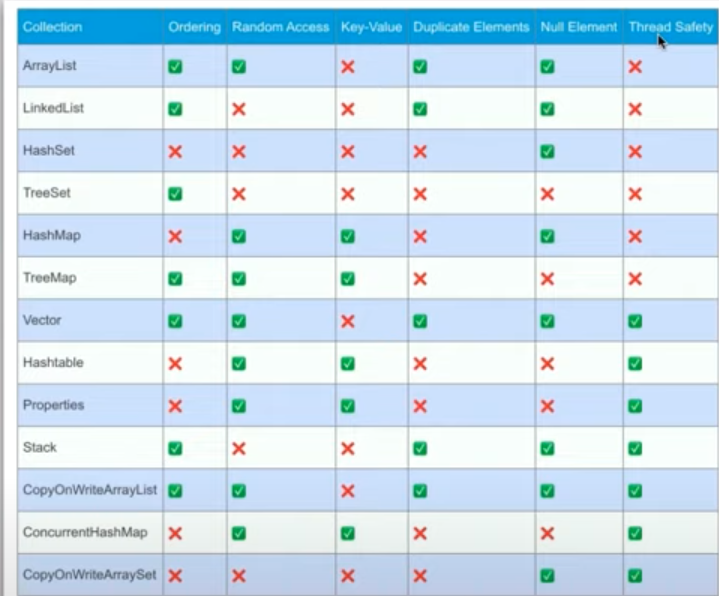 Collection Ordering Random Access Key-Value Duplicate Elements Null Element Thread Safety
ArrayList ✅ ✅ ❌ ✅ ✅ ❌
LinkedList ✅ ❌ ❌ ✅ ✅ ❌
HashSet ❌ ❌ ❌ ❌ ✅ ❌
TreeSet ✅ ❌ ❌ ❌ ❌ ❌
HashMap ❌ ✅ ✅ ❌ ✅ ❌
TreeMap ✅ ✅ ✅ ❌ ❌ ❌
Vector ✅ ✅ ❌ ✅ ✅ ✅
Hashtable ❌ ✅ ✅ ❌ ❌ ✅
Properties ❌ ✅ ✅ ❌ ❌ ✅
Stack ✅ ❌ ❌ ✅ ✅ ✅
CopyOnWriteArrayList ✅ ✅ ❌ ✅ ✅ ✅
ConcurrentHashMap ❌ ✅ ✅ ❌ ❌ ✅
CopyOnWriteArraySet ❌ ❌ ❌ ❌ ✅ ✅